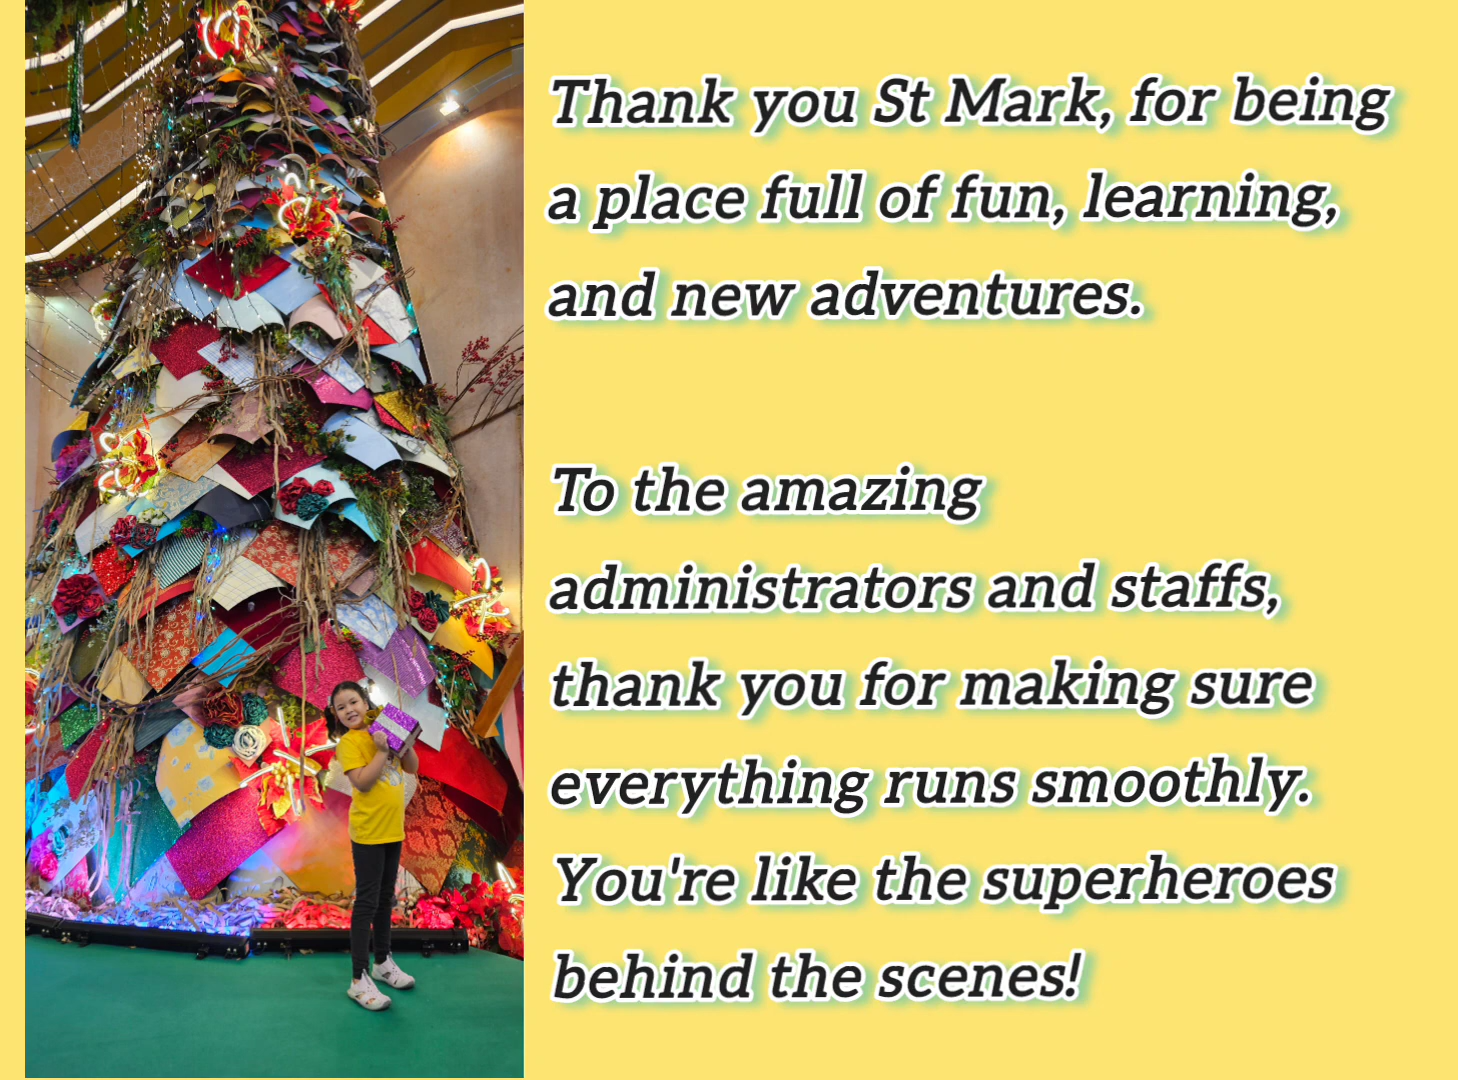 Thank you St Mark, for being
a place full of fun, learning,
and new adventures.
To the amazing
administrators and staffs,
thank you for making sure
everything runs smoothly.
You're like the superheroes
behind the scenes!